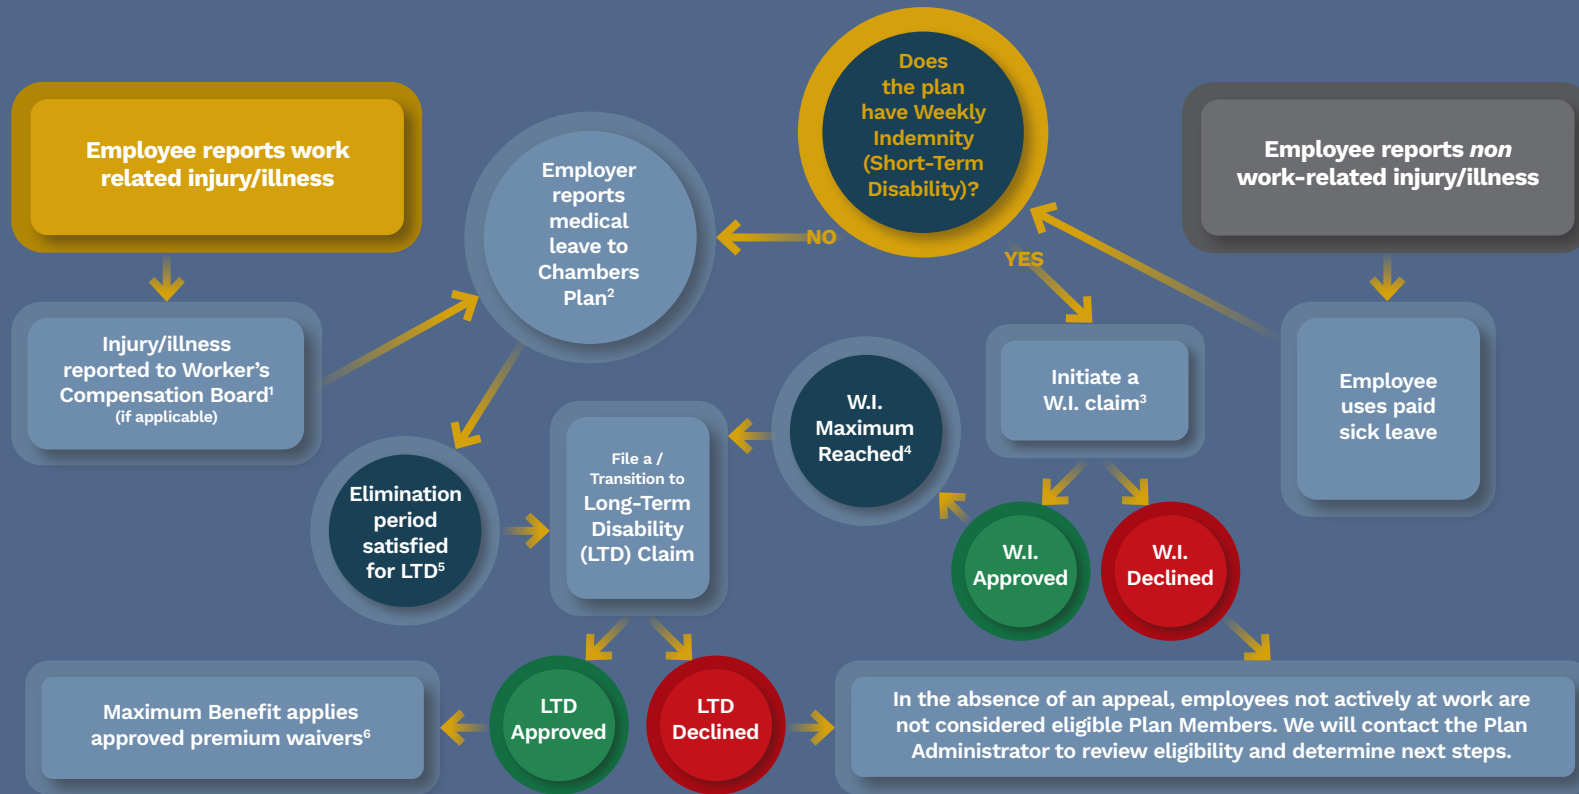 Employee reports work
related injury/illness
Injury/illness
reported to Worker's
Compensation Board¹
(if applicable)
Employer
reports
medical
leave to
Chambers
Plan²
Does
the plan
have Weekly
Indemnity
(Short-Term
Disability)?
NO
YES
Employee reports non
work-related injury/illness
Employee
uses paid
sick leave
Initiate a
W.I. claim³
W.I.
Approved
W.I.
Declined
W.I.
Maximum
Reached⁴
Elimination
period
satisfied
for LTD⁵
File a /
Transition to
Long-Term
Disability
(LTD) Claim
LTD
Approved
LTD
Declined
Maximum Benefit applies
approved premium waivers⁶
In the absence of an appeal, employees not actively at work are
not considered eligible Plan Members. We will contact the Plan
Administrator to review eligibility and determine next steps.